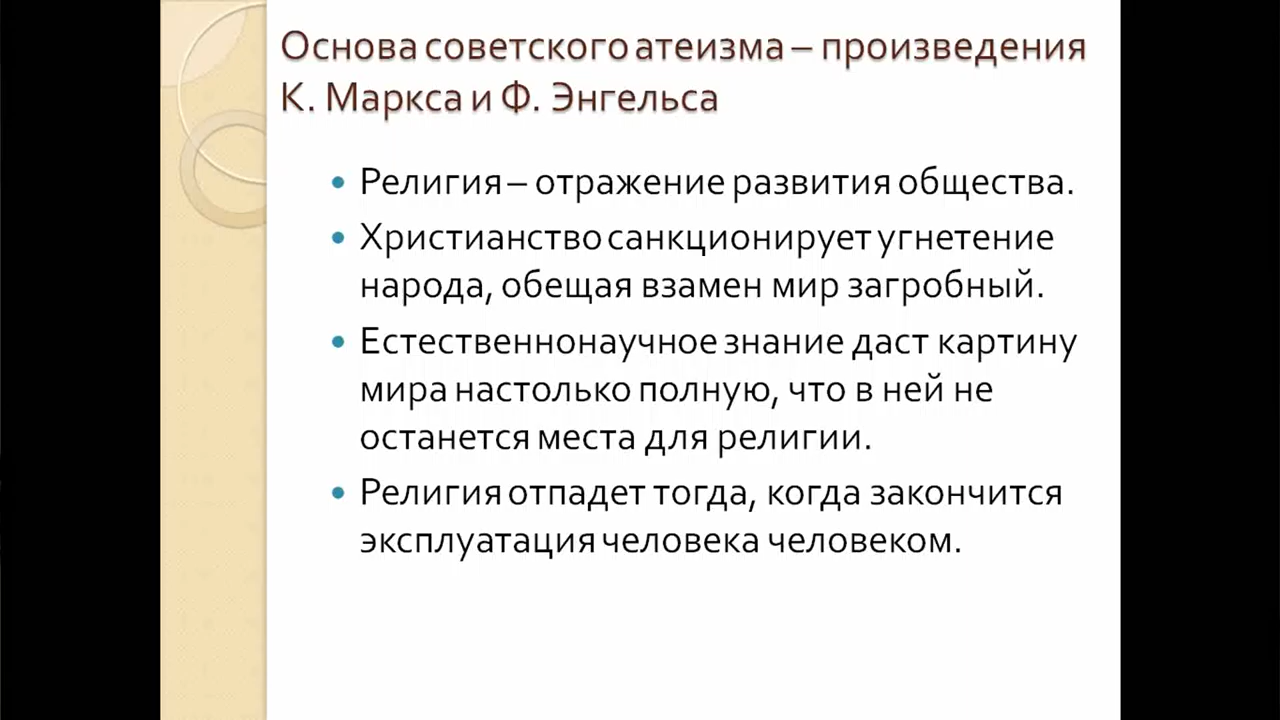 Основа советского атеизма – произведения
К. Маркса и Ф. Энгельса
• Религия – отражение развития общества.
• Христианство санкционирует угнетение
народа, обещая взамен мир загробный.
• Естественнонаучное знание даст картину
мира настолько полную, что в ней не
останется места для религии.
• Религия отпадет тогда, когда закончится
эксплуатация человека человеком.